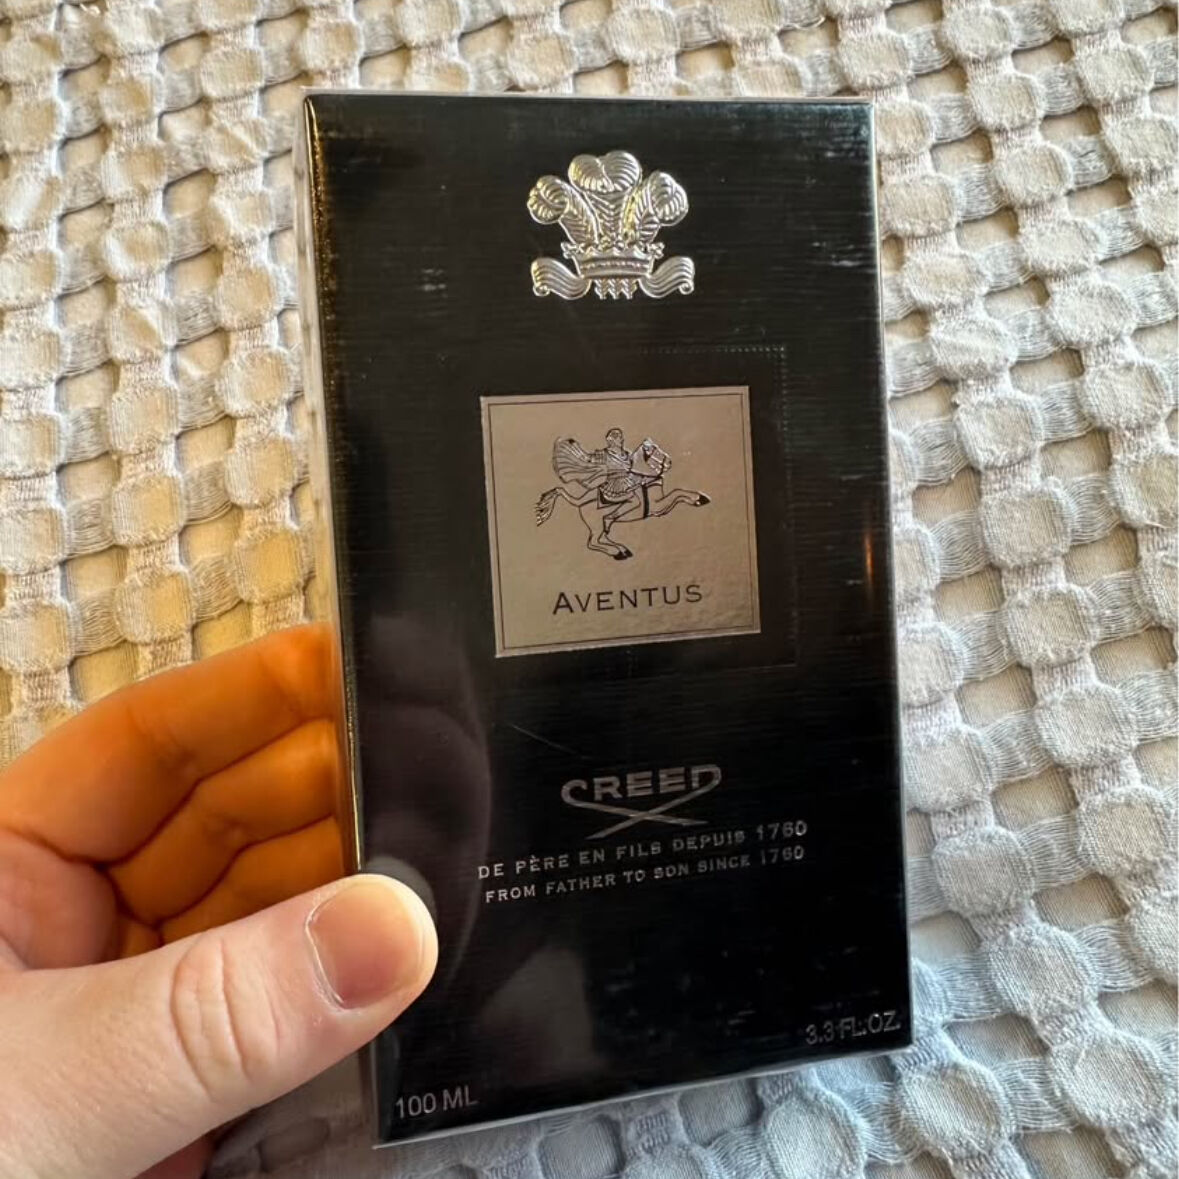 AVENTUS
CREED
DE PÈRE EN FILS DEPUIS 1760
FROM FATHER TO SON SINCE 1760
3.3 FL.OZ.
100 ML